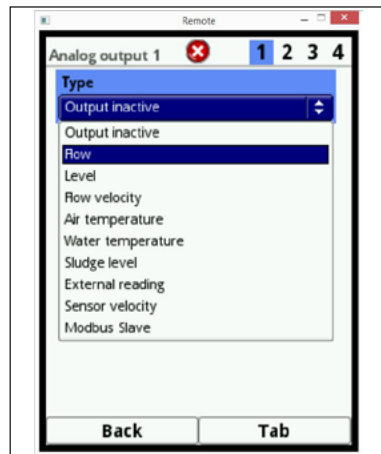 Remote
Analog output 1 1 2 3 4
Type
Output inactive
Output inactive
Flow
Level
Flow velocity
Air temperature
Water temperature
Sludge level
External reading
Sensor velocity
Modbus Slave
Back Tab